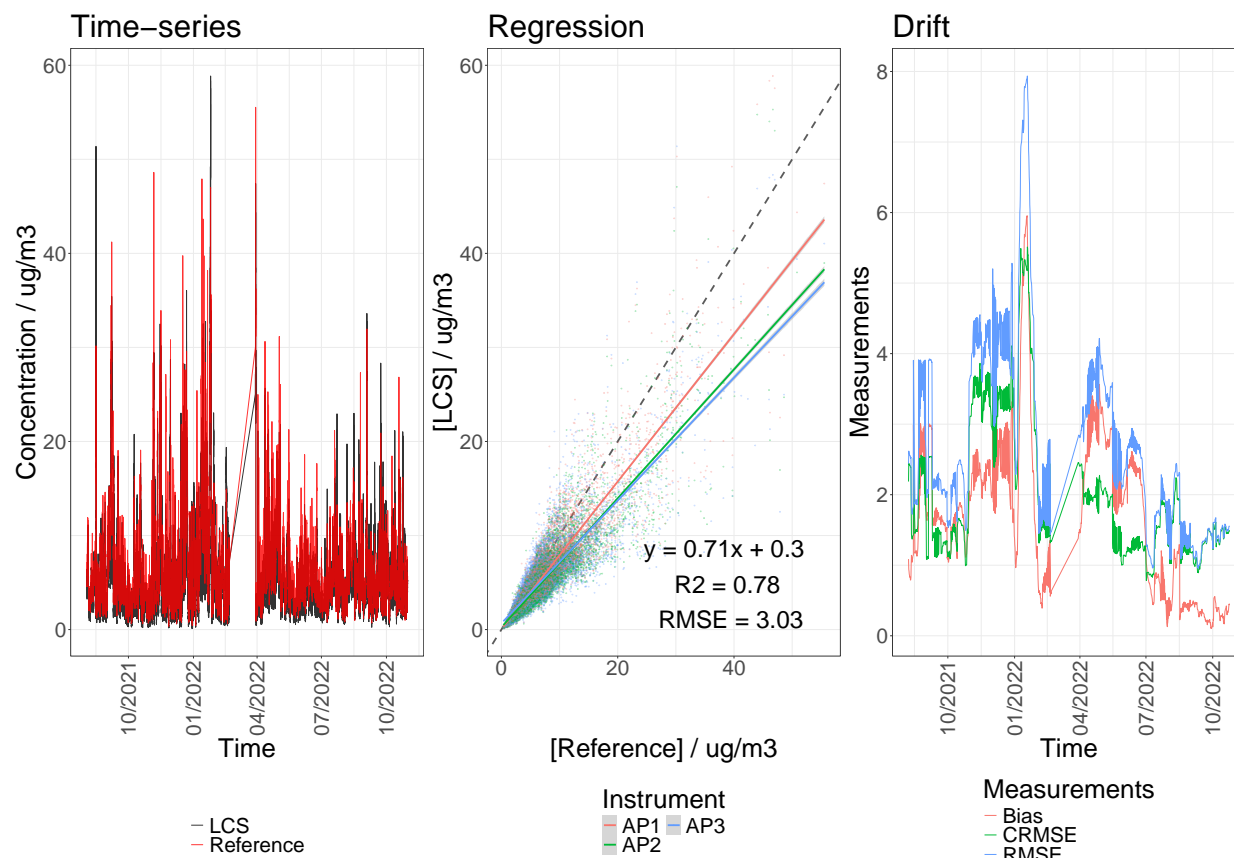 Time−series
Concentration / ug/m3
60
40
20
0
10/2021
01/2022
04/2022
07/2022
10/2022
Time
LCS
Reference
Regression
[LCS] / ug/m3
60
40
20
0
y = 0.71x + 0.3
R2 = 0.78
RMSE = 3.03
0
20
40
[Reference] / ug/m3
Instrument
AP1
AP3
AP2
Drift
Measurements
8
6
4
2
0
10/2021
01/2022
04/2022
07/2022
10/2022
Time
Measurements
Bias
CRMSE
RMSE